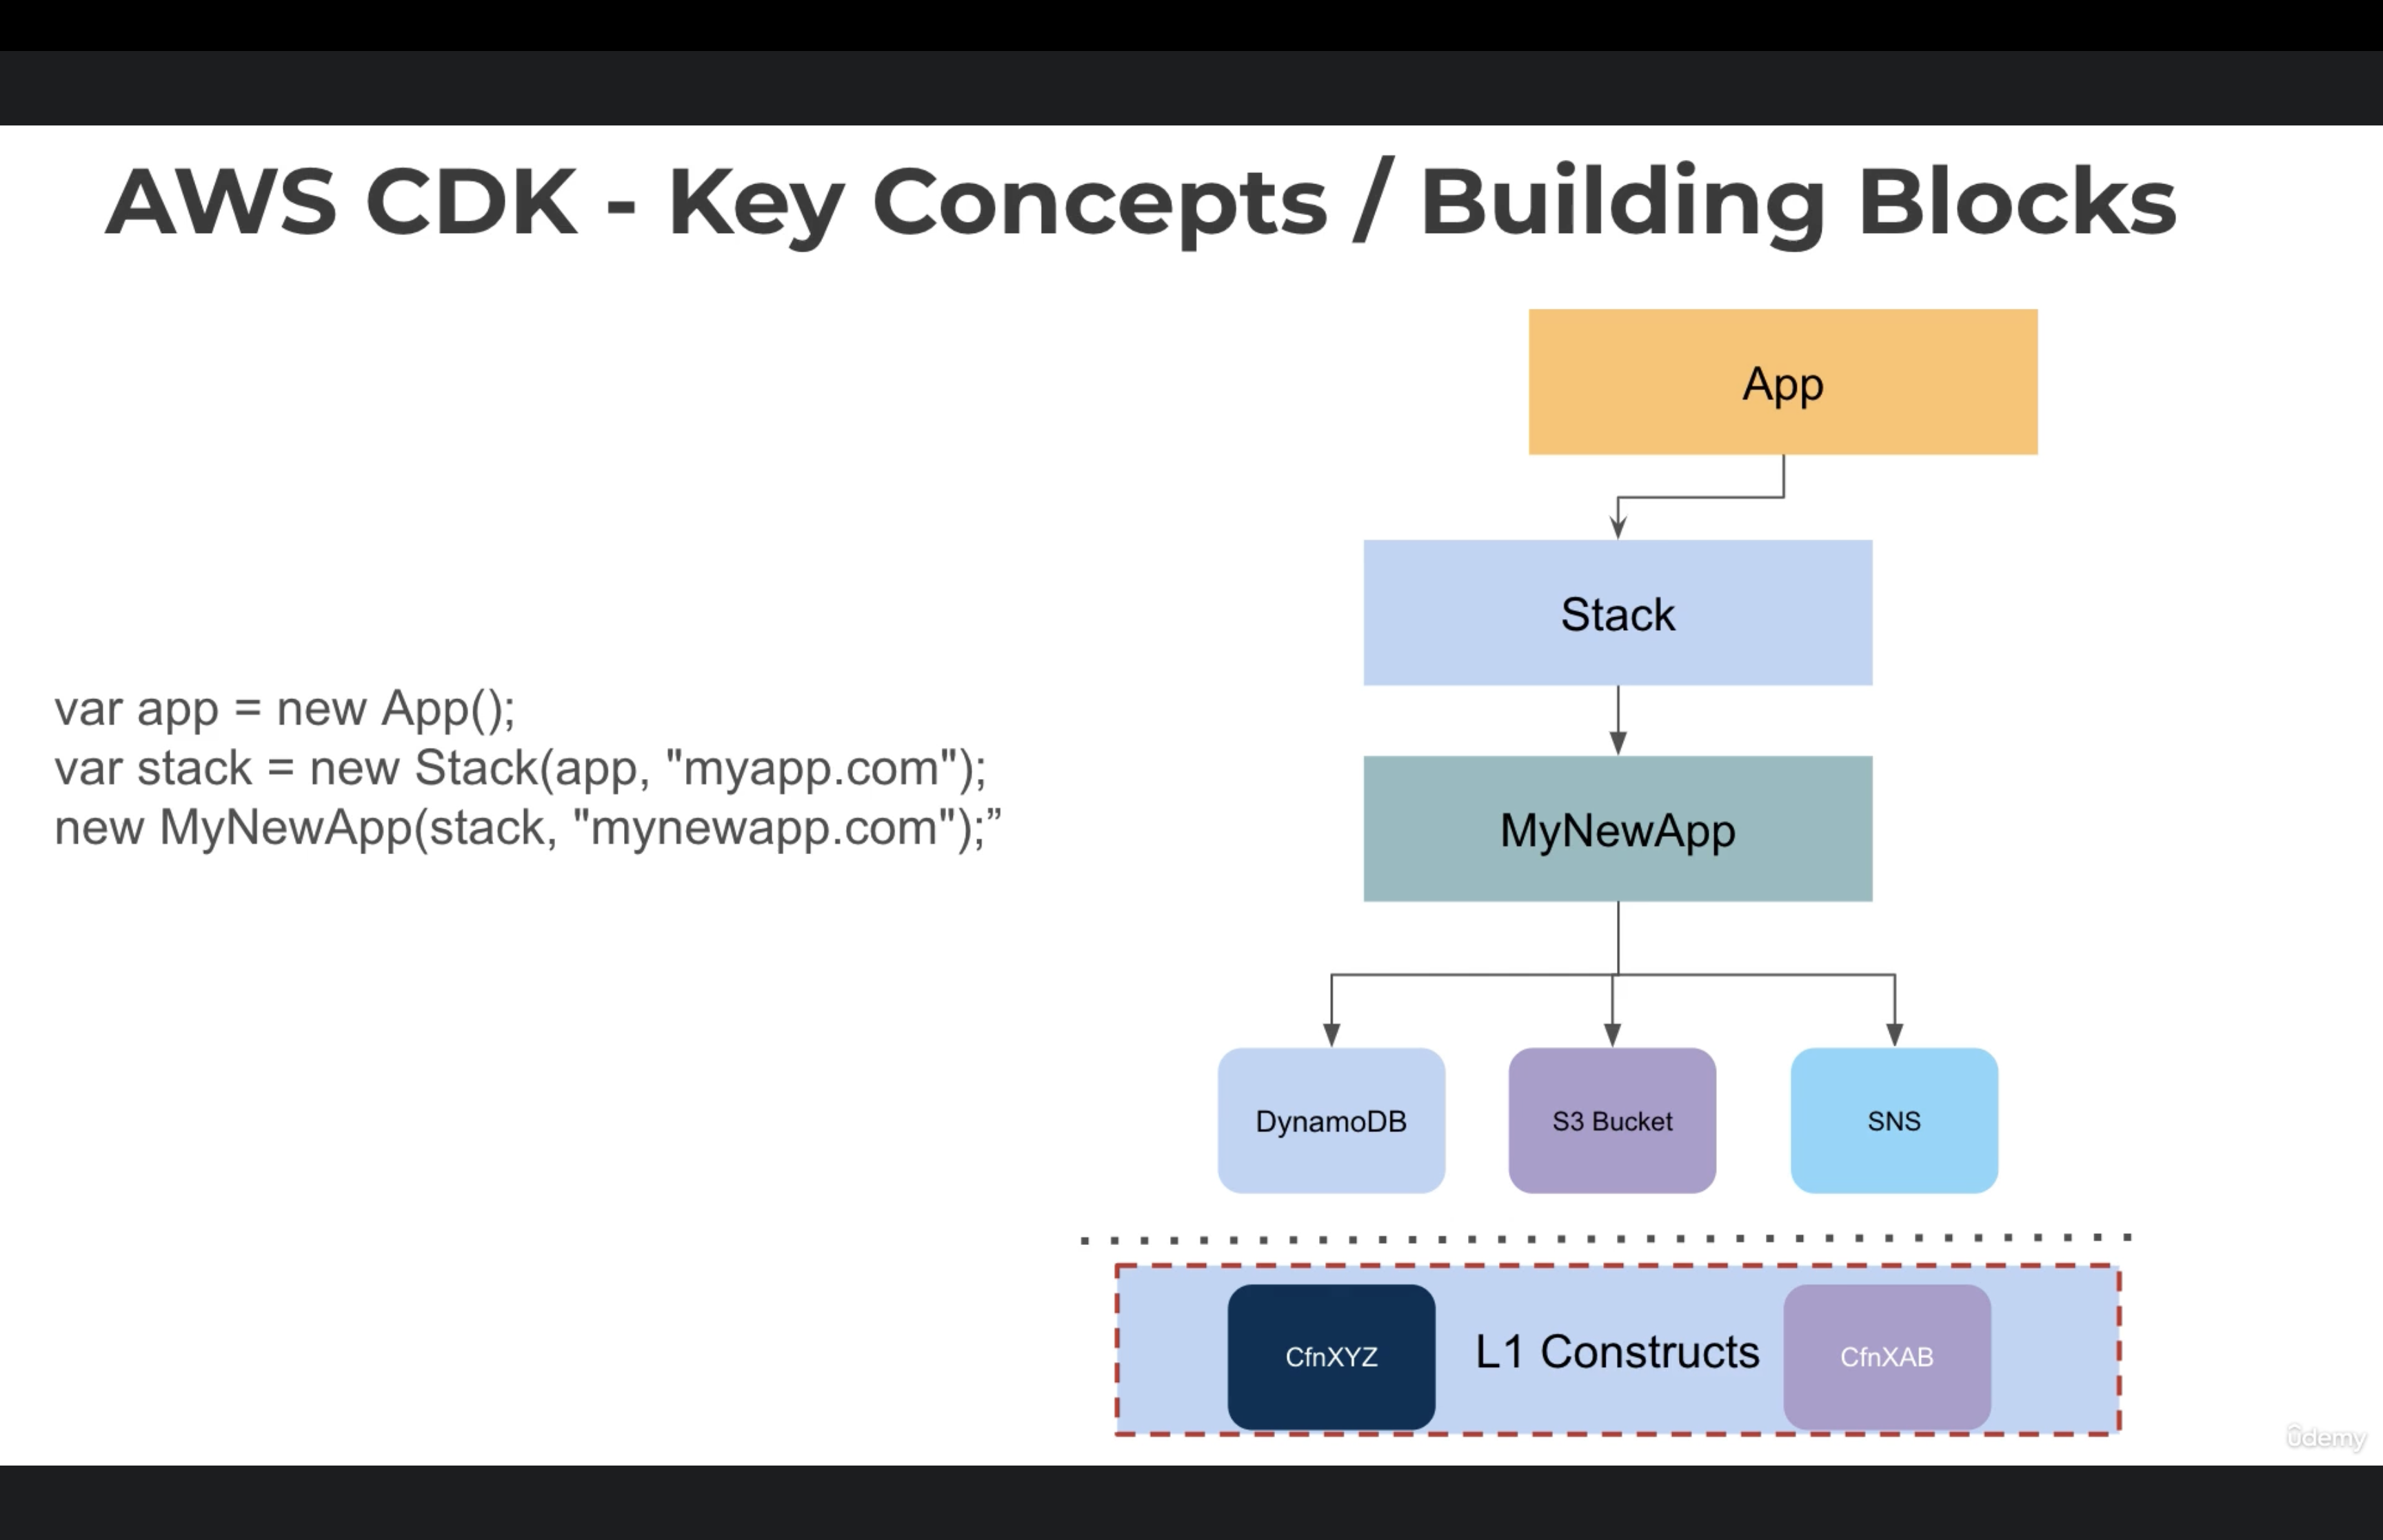 AWS CDK - Key Concepts / Building Blocks
App
Stack
var app = new App();
var stack = new Stack(app, "myapp.com");
new MyNewApp(stack, "mynewapp.com");”
MyNewApp
DynamoDB
S3 Bucket
SNS
CfnXYZ
L1 Constructs
CfnXAB
ûdemy